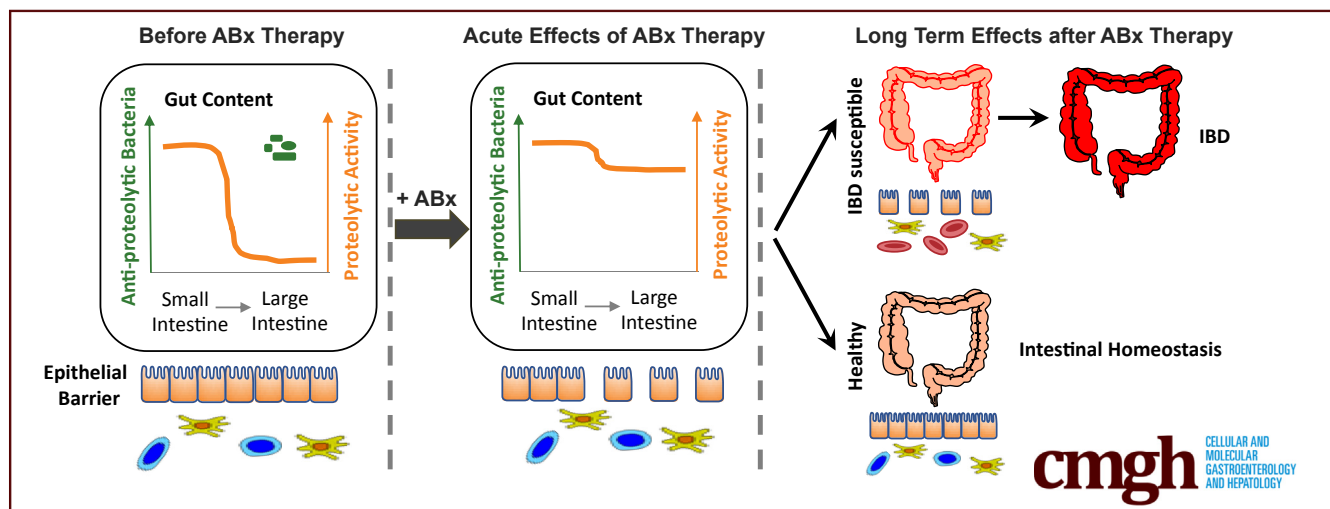 Before ABx Therapy
Gut Content
Anti-proteolytic Bacteria
Proteolytic Activity
Small
Intestine
Large
Intestine
Epithelial
Barrier
+ ABx
Acute Effects of ABx Therapy
Gut Content
Anti-proteolytic Bacteria
Proteolytic Activity
Small
Intestine
Large
Intestine
Long Term Effects after ABx Therapy
IBD susceptible
IBD
Healthy
Intestinal Homeostasis
cmgh
CELLULAR AND
MOLECULAR
GASTROENTEROLOGY
AND HEPATOLOGY